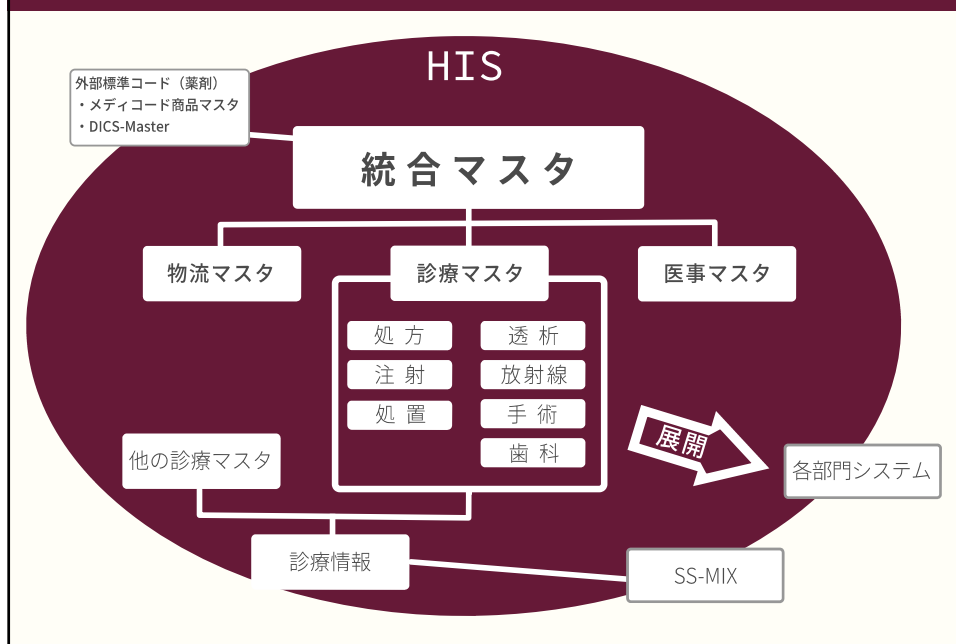 HIS
外部標準コード（薬剤）
・メディコード商品マスタ
・DICS-Master
統合マスタ
物流マスタ
診療マスタ
医事マスタ
処方
透析
注射
放射線
処置
手術
歯科
展開
他の診療マスタ
各部門システム
診療情報
SS-MIX